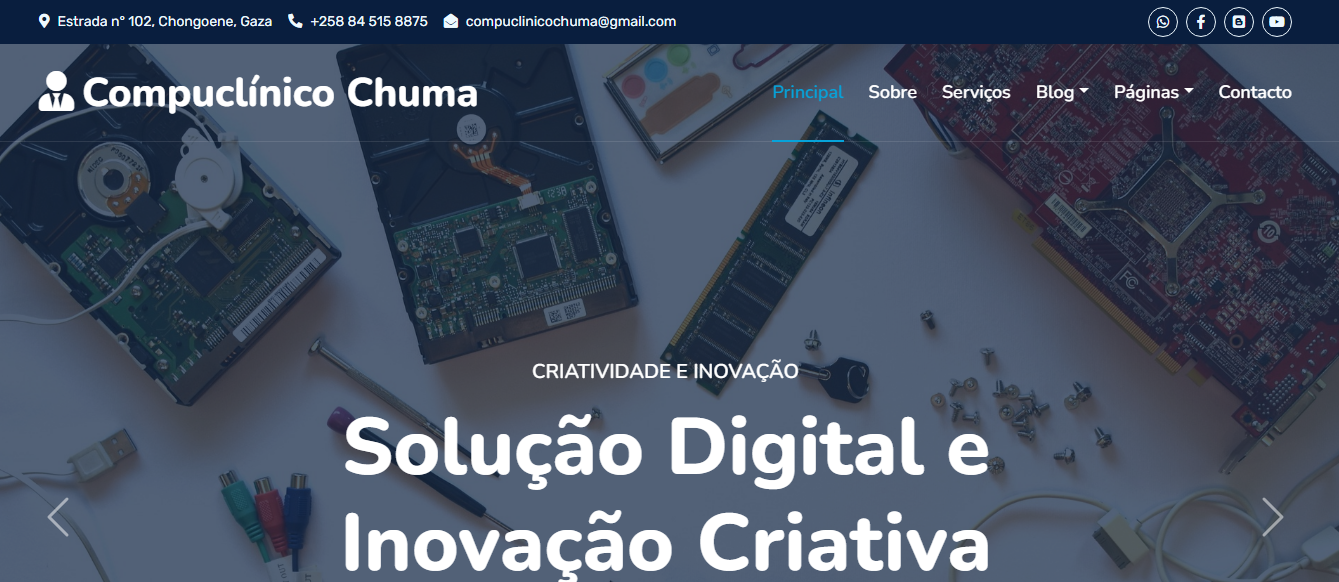 Estrada nº 102, Chongoene, Gaza +258 84 515 8875 compuclinicochuma@gmail.com
Compuclínico Chuma
Principal Sobre Serviços Blog Páginas Contacto
CRIATIVIDADE E INOVAÇÃO
Solução Digital e
Inovação Criativa